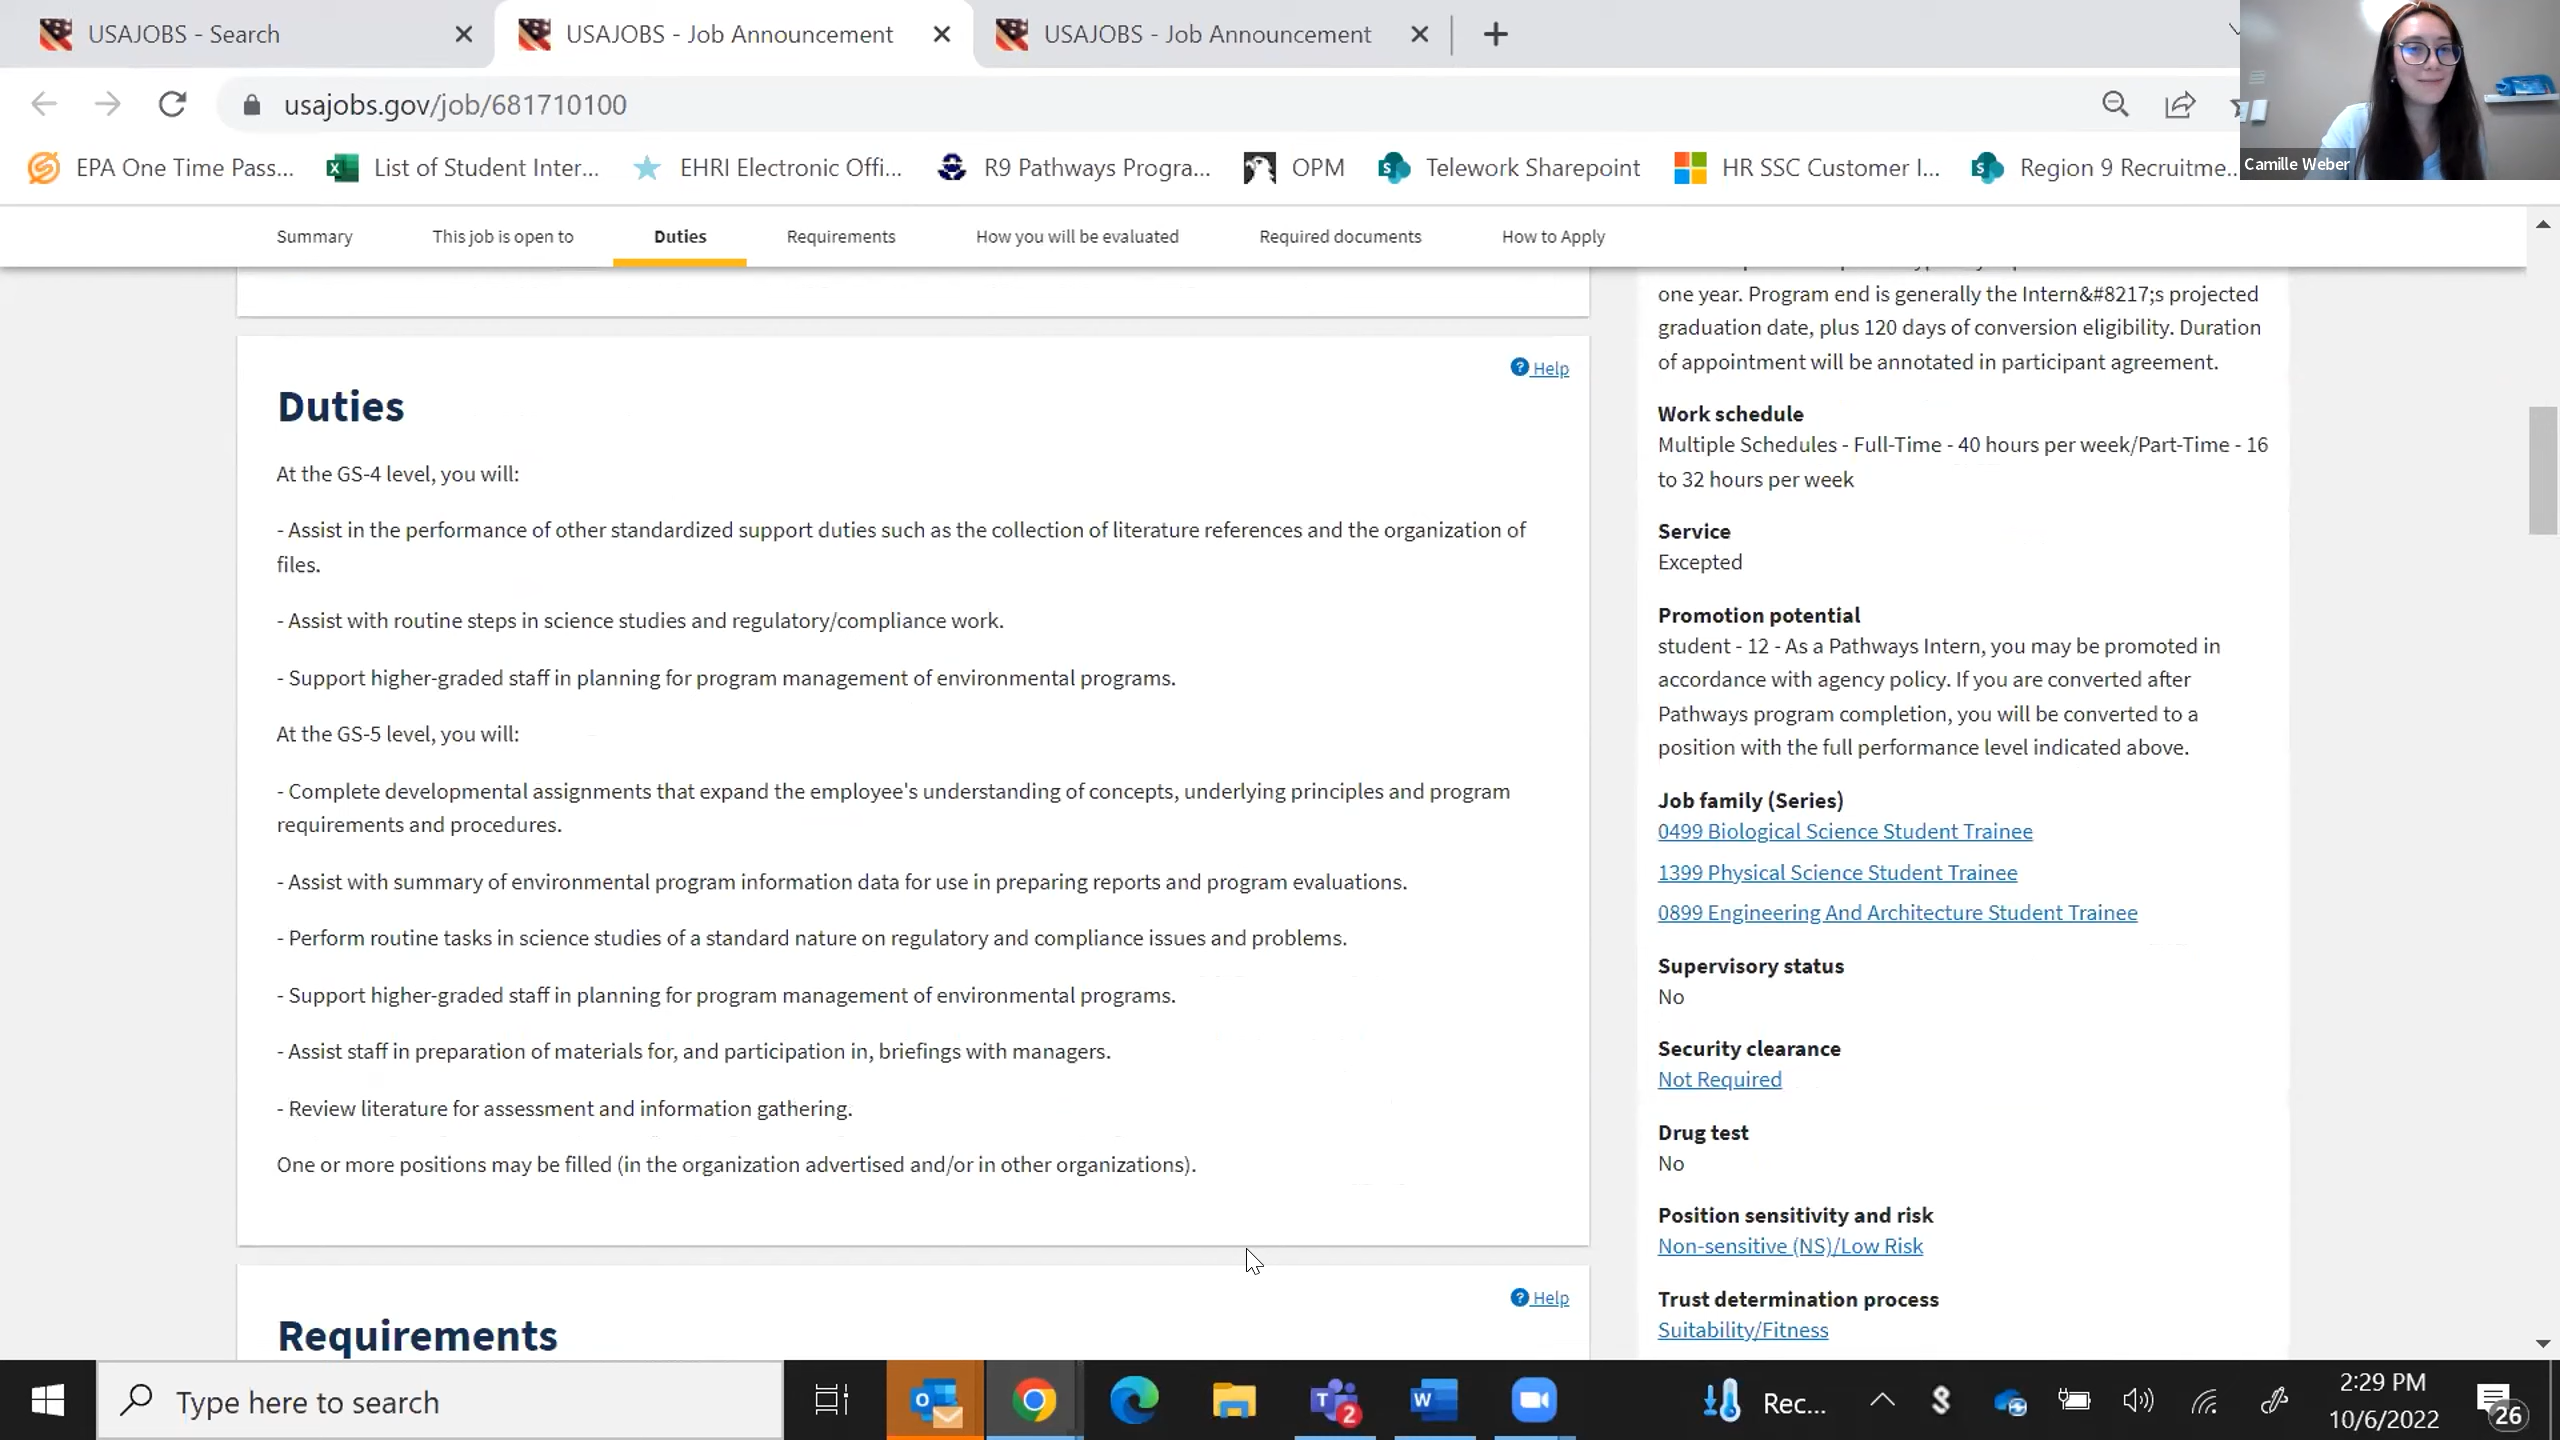 USAJOBS - Search
USAJOBS - Job Announcement
USAJOBS - Job Announcement
usajobs.gov/job/681710100
Camille Weber
EPA One Time Pass...
List of Student Inter...
EHRI Electronic Offi...
R9 Pathways Progra...
OPM
Telework Sharepoint
HR SSC Customer I...
Region 9 Recruitme...
Summary
This job is open to
Duties
Requirements
How you will be evaluated
Required documents
How to Apply
Help
Duties
At the GS-4 level, you will:
- Assist in the performance of other standardized support duties such as the collection of literature references and the organization of
files.
- Assist with routine steps in science studies and regulatory/compliance work.
- Support higher-graded staff in planning for program management of environmental programs.
At the GS-5 level, you will:
- Complete developmental assignments that expand the employee's understanding of concepts, underlying principles and program
requirements and procedures.
- Assist with summary of environmental program information data for use in preparing reports and program evaluations.
- Perform routine tasks in science studies of a standard nature on regulatory and compliance issues and problems.
- Support higher-graded staff in planning for program management of environmental programs.
- Assist staff in preparation of materials for, and participation in, briefings with managers.
- Review literature for assessment and information gathering.
One or more positions may be filled (in the organization advertised and/or in other organizations).
Help
Requirements
one year. Program end is generally the Intern&#8217;s projected
graduation date, plus 120 days of conversion eligibility. Duration
of appointment will be annotated in participant agreement.
Work schedule
Multiple Schedules - Full-Time - 40 hours per week/Part-Time - 16
to 32 hours per week
Service
Excepted
Promotion potential
student - 12 - As a Pathways Intern, you may be promoted in
accordance with agency policy. If you are converted after
Pathways program completion, you will be converted to a
position with the full performance level indicated above.
Job family (Series)
0499 Biological Science Student Trainee
1399 Physical Science Student Trainee
0899 Engineering And Architecture Student Trainee
Supervisory status
No
Security clearance
Not Required
Drug test
No
Position sensitivity and risk
Non-sensitive (NS)/Low Risk
Trust determination process
Suitability/Fitness
Type here to search
2
Rec...
2:29 PM
10/6/2022
26